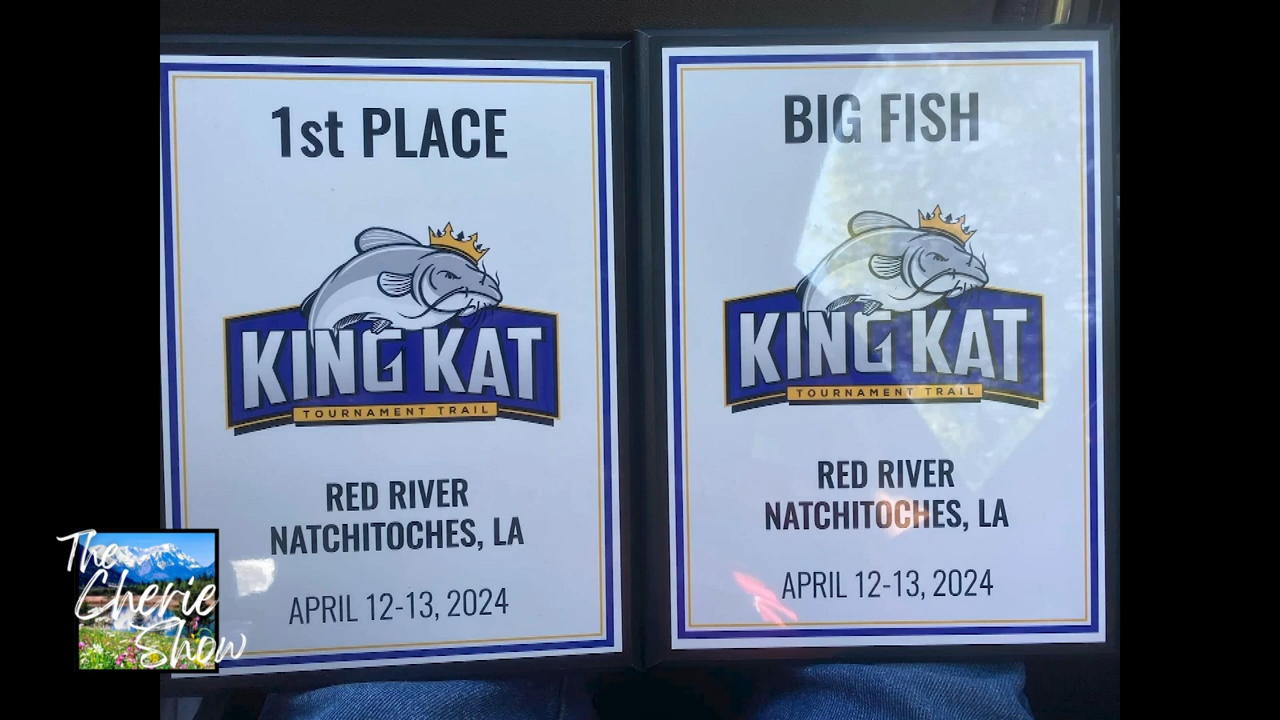 1st PLACE
KING KAT
TOURNAMENT TRAIL
RED RIVER
NATCHITOCHES, LA
APRIL 12-13, 2024
BIG FISH
KING KAT
TOURNAMENT TRAIL
RED RIVER
NATCHITOCHES, LA
APRIL 12-13, 2024
The
Cherie
Show